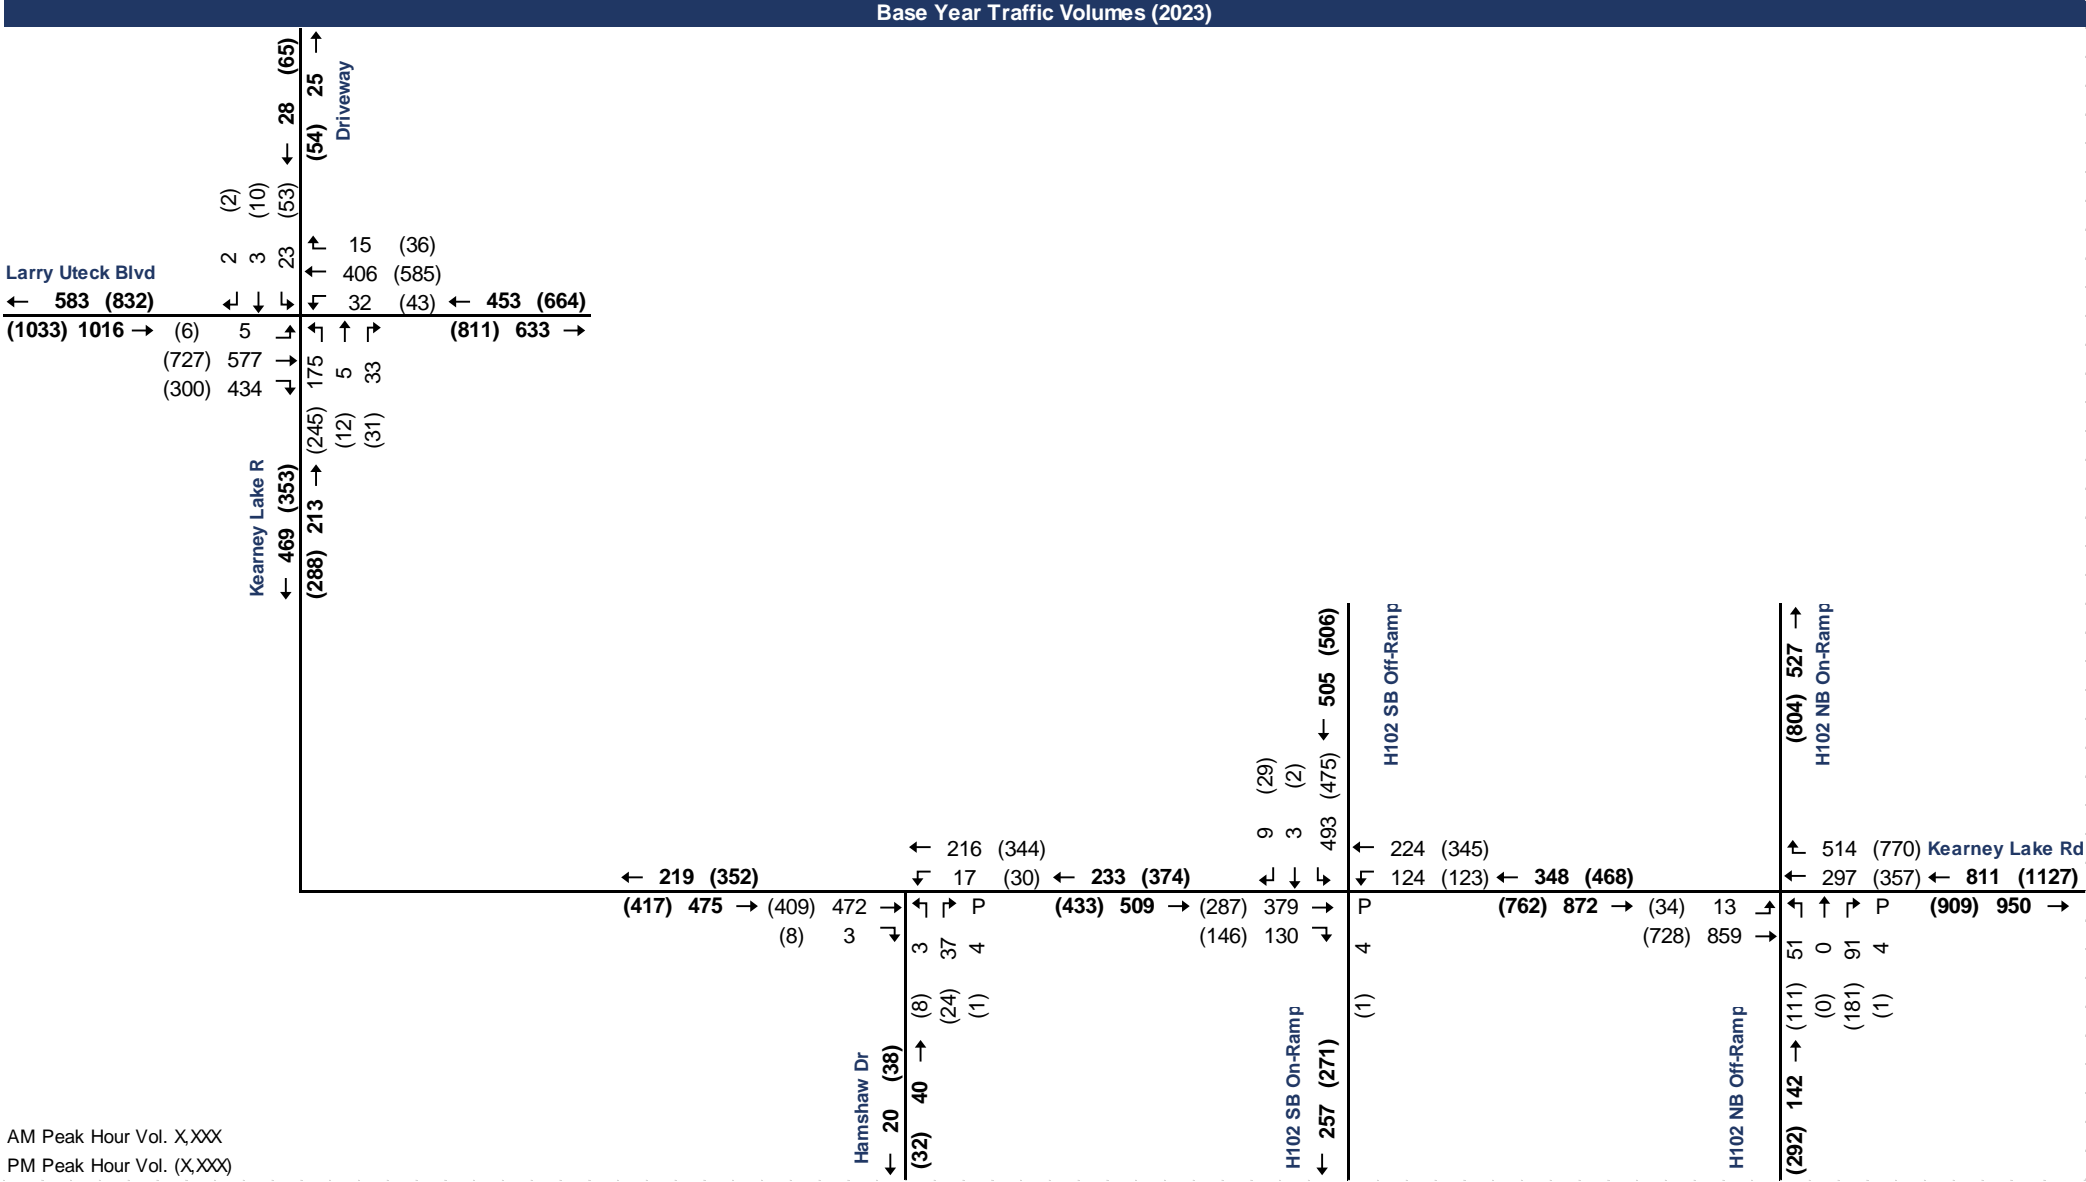 Base Year Traffic Volumes (2023)
28 (65)
(54) 25
Driveway
(2) (10) (53)
2 3 23
15 (36)
406 (585)
32 (43)
453 (664)
Larry Uteck Blvd
583 (832)
(1033) 1016
(6) 5
(727) 577
(300) 434
(811) 633
175 5 33
(245) (12) (31)
Kearney Lake R
469 (353)
(288) 213
505 (506)
H102 SB Off-Ramp
(804) 527
H102 NB On-Ramp
(29) (2) (475)
9 3 493
216 (344)
17 (30)
233 (374)
224 (345)
124 (123)
348 (468)
514 (770)
297 (357)
Kearney Lake Rd
811 (1127)
219 (352)
(417) 475
(409) 472
(8) 3
P
(433) 509
(287) 379
(146) 130
P
(762) 872
(34) 13
(728) 859
P
(909) 950
3 37 4
(8) (24) (1)
4
(1)
51 0 91 4
(111) (0) (181) (1)
Hamshaw Dr
20 (38)
(32) 40
H102 SB On-Ramp
257 (271)
H102 NB Off-Ramp
(292) 142
AM Peak Hour Vol. X,XXX
PM Peak Hour Vol. (X,XXX)